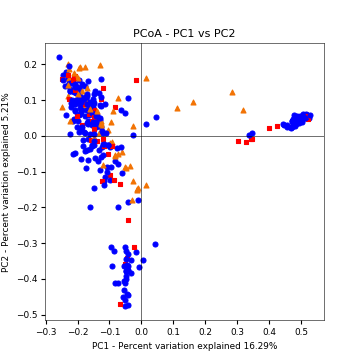 PCoA - PC1 vs PC2
PC2 - Percent variation explained 5.21%
0.2
0.1
0.0
−0.1
−0.2
−0.3
−0.4
−0.5
−0.3 −0.2 −0.1 0.0 0.1 0.2 0.3 0.4 0.5
PC1 - Percent variation explained 16.29%